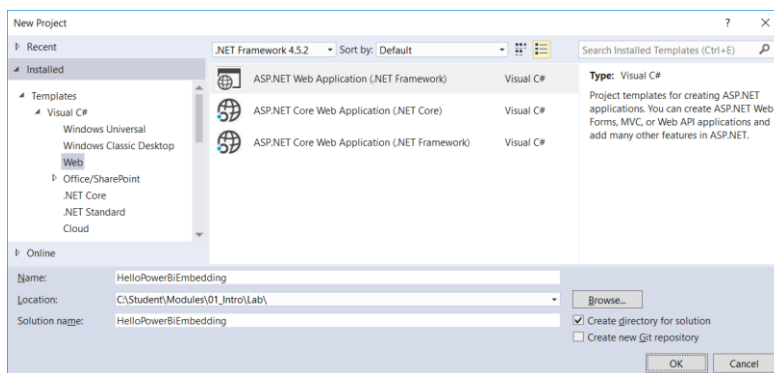 New Project
Recent
.NET Framework 4.5.2 Sort by: Default Search Installed Templates (Ctrl+E)
Installed
Templates
Visual C#
Windows Universal
Windows Classic Desktop
Web
Office/SharePoint
.NET Core
.NET Standard
Cloud
Online
ASP.NET Web Application (.NET Framework) Visual C#
ASP.NET Core Web Application (.NET Core) Visual C#
ASP.NET Core Web Application (.NET Framework) Visual C#
Type: Visual C#
Project templates for creating ASP.NET
applications. You can create ASP.NET Web
Forms, MVC, or Web API applications and
add many other features in ASP.NET.
Name: HelloPowerBiEmbedding
Location: C:\Student\Modules\01_Intro\Lab\ Browse...
Solution name: HelloPowerBiEmbedding
Create directory for solution
Create new Git repository
OK Cancel